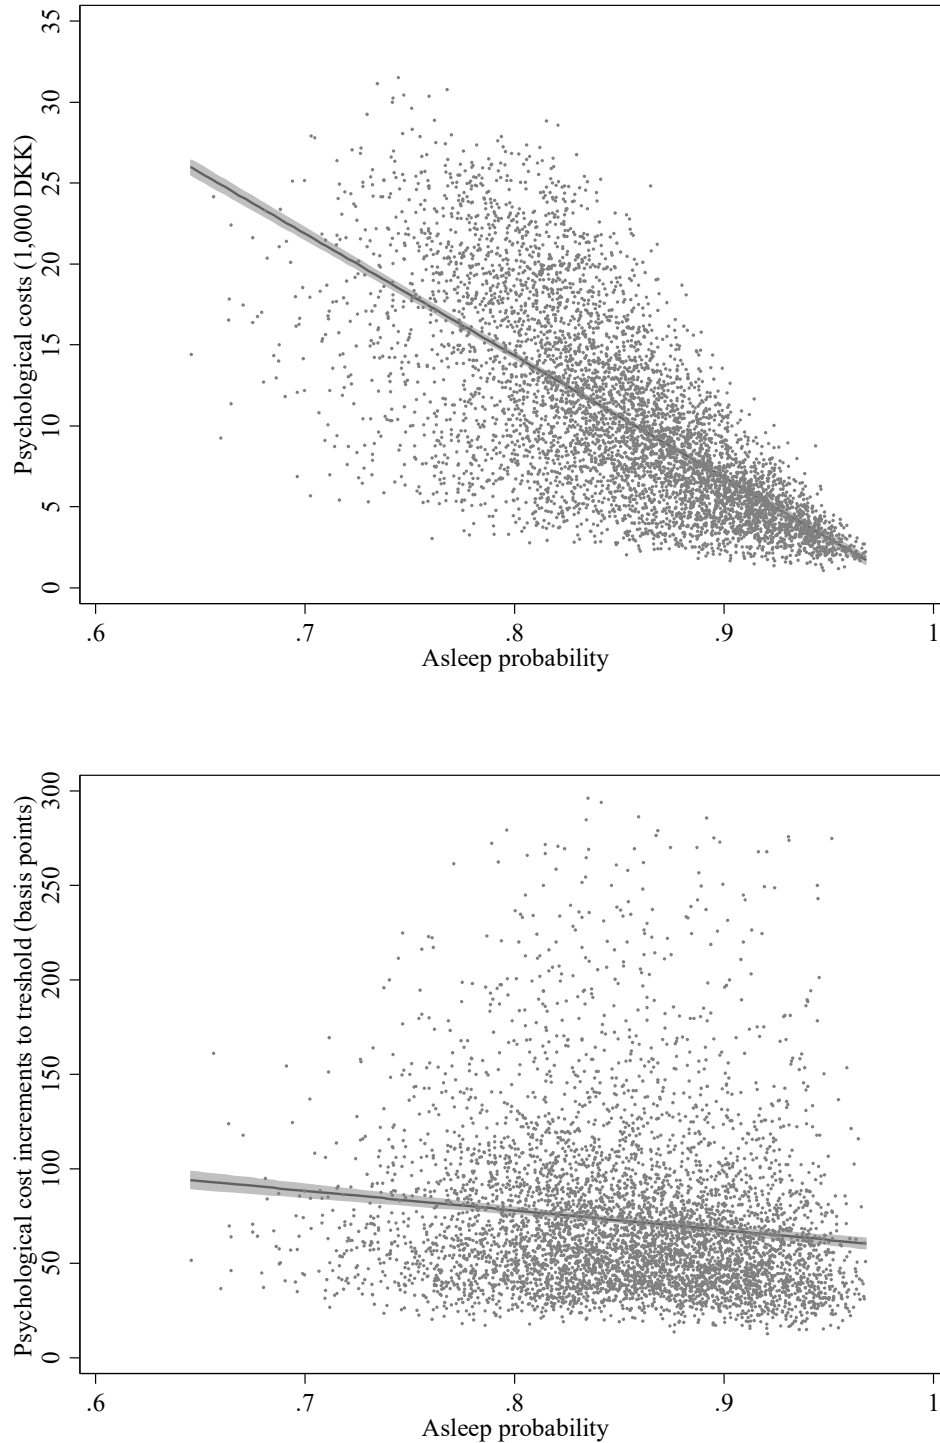 Psychological costs (1,000 DKK)
35
30
25
20
15
10
5
0
.6 .7 .8 .9 1
Asleep probability
Psychological cost increments to treshold (basis points)
300
250
200
150
100
50
0
.6 .7 .8 .9 1
Asleep probability